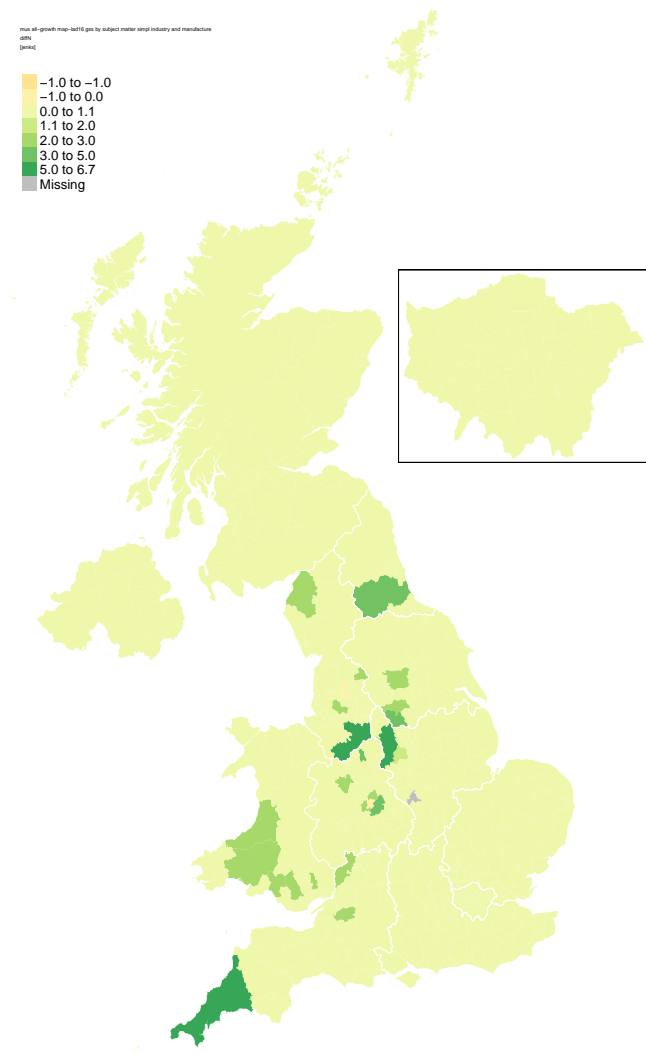 mus all-growth map-lad16 gss by subject matter simpl industry and manufacture
diffN
[jenks]
−1.0 to −1.0
−1.0 to 0.0
0.0 to 1.1
1.1 to 2.0
2.0 to 3.0
3.0 to 5.0
5.0 to 6.7
Missing